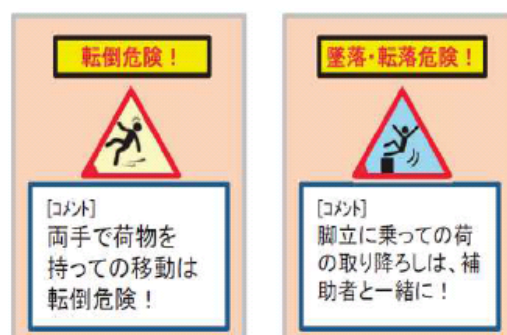 転倒危険！
[コメント]
両手で荷物を
持っての移動は
転倒危険！
墜落・転落危険！
[コメント]
脚立に乗っての荷
の取り降ろしは、補
助者と一緒に！